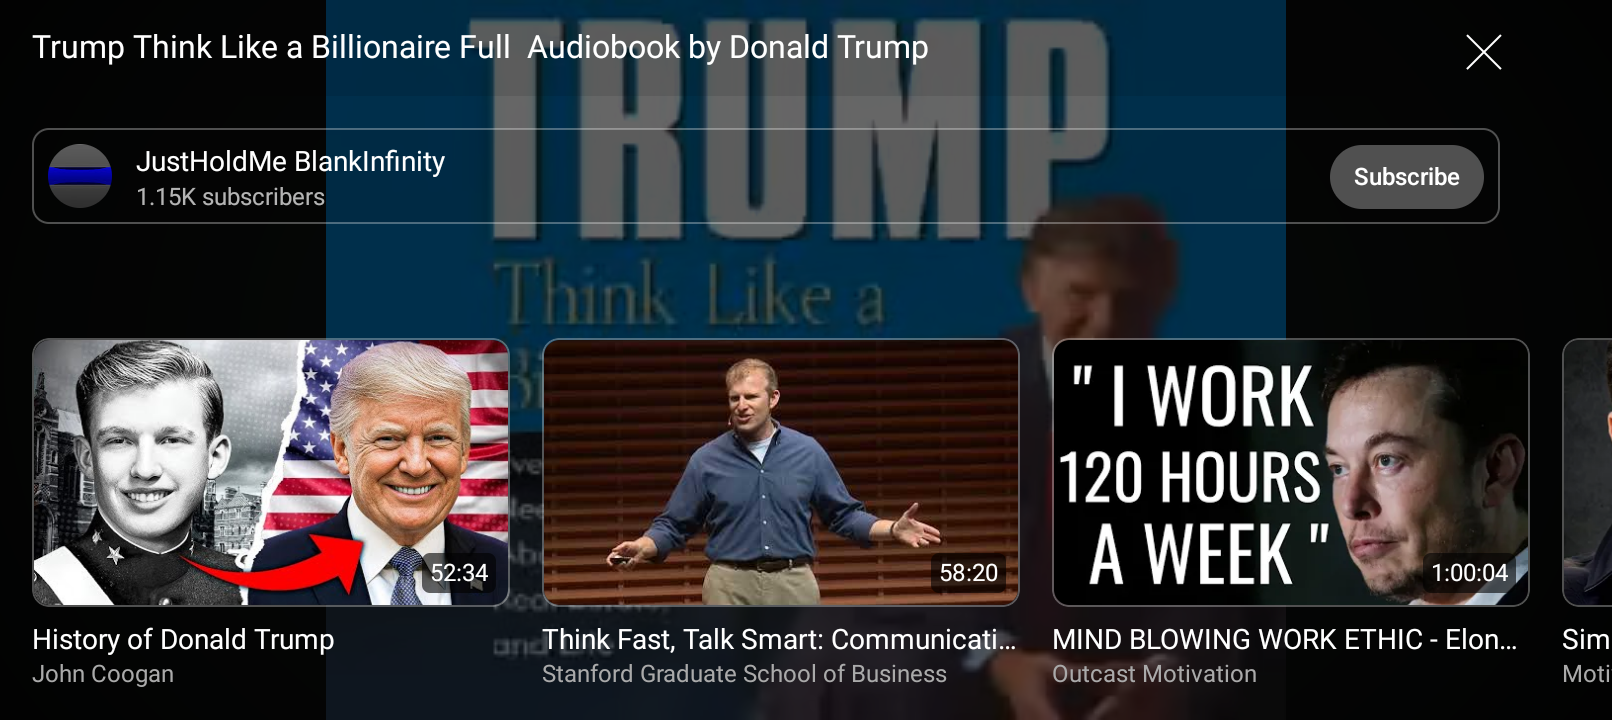 Trump Think Like a Billionaire Full  Audiobook by Donald Trump
TRUMP
JustHoldMe BlankInfinity
1.15K subscribers
Subscribe
Think Like a
" I WORK
120 HOURS
A WEEK "
52:34
58:20
1:00:04
and
History of Donald Trump
John Coogan
Think Fast, Talk Smart: Communicati...
Stanford Graduate School of Business
MIND BLOWING WORK ETHIC - Elon...
Outcast Motivation
Sim
Moti